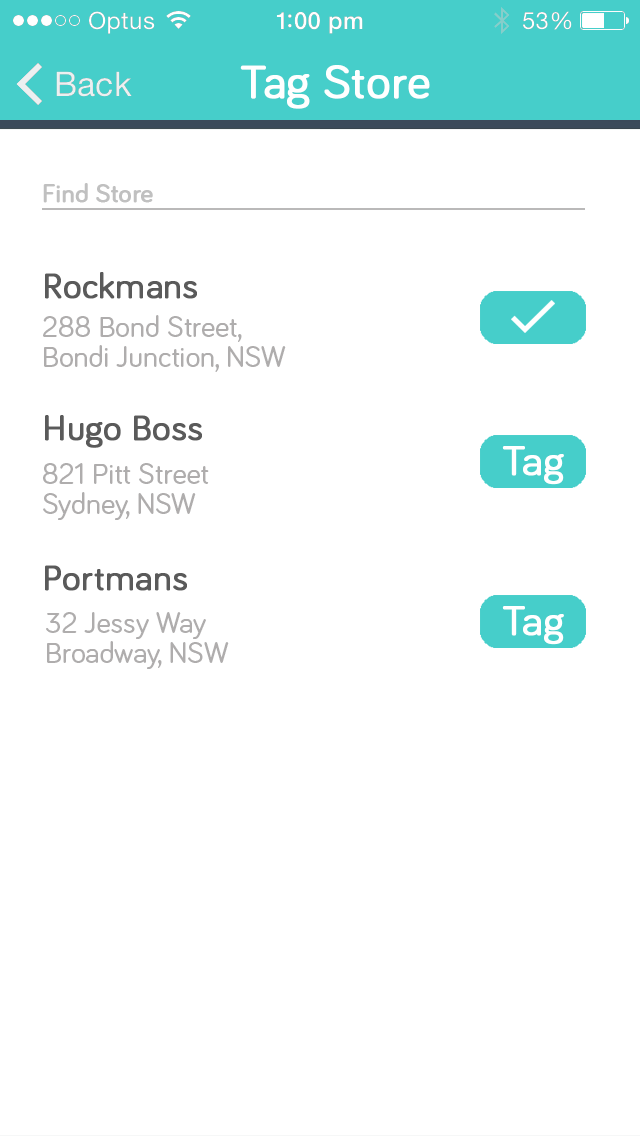 Optus 1:00 pm 53%
Back Tag Store
Find Store
Rockmans
288 Bond Street,
Bondi Junction, NSW
Hugo Boss
821 Pitt Street
Tag
Sydney, NSW
Portmans
32 Jessy Way
Tag
Broadway, NSW